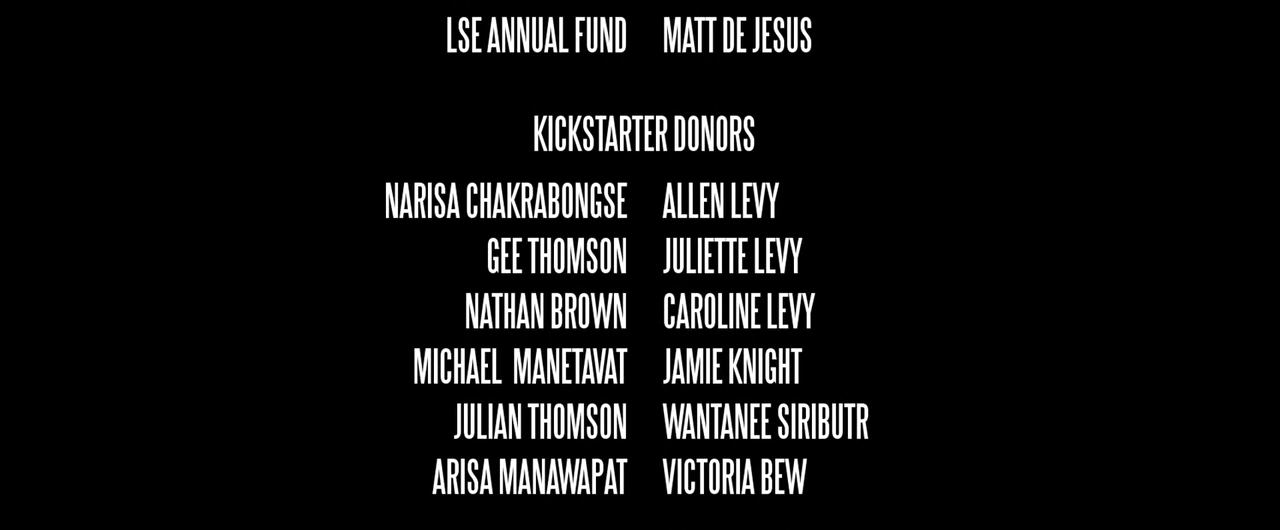 LSE ANNUAL FUND MATT DE JESUS
KICKSTARTER DONORS
NARISA CHAKRABONGSE ALLEN LEVY
GEE THOMSON JULIETTE LEVY
NATHAN BROWN CAROLINE LEVY
MICHAEL MANETAVAT JAMIE KNIGHT
JULIAN THOMSON WANTANEE SIRIBUTR
ARISA MANAWAPAT VICTORIA BEW